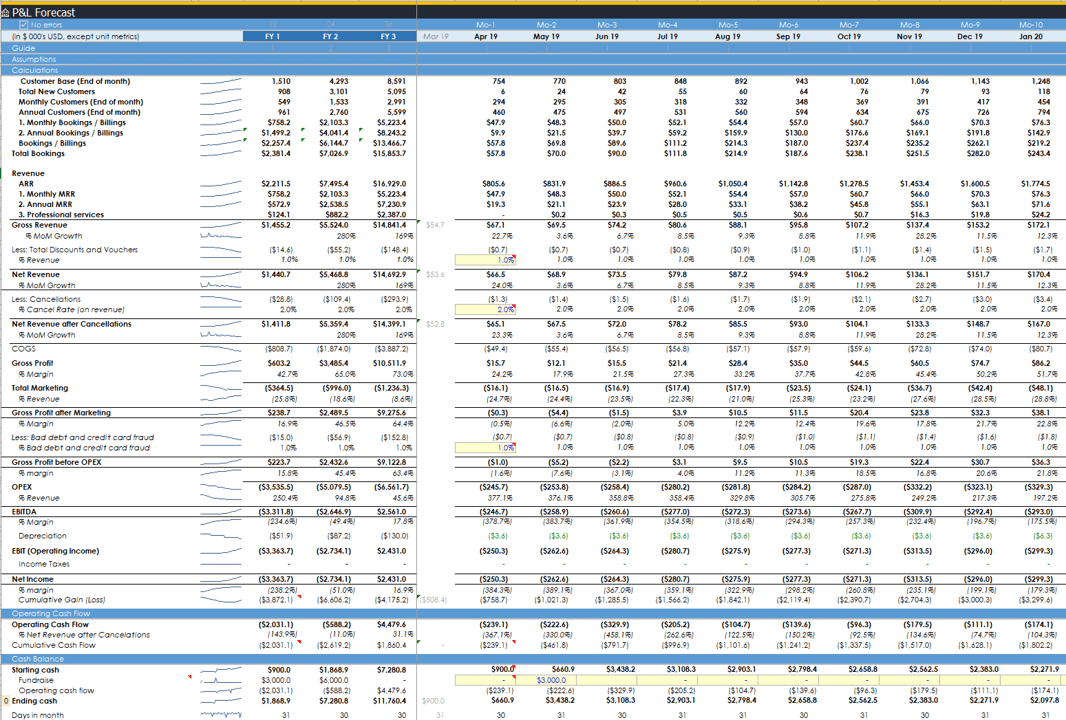 P&L Forecast
No errors 12 24 36 Mo-1 Mo-2 Mo-3 Mo-4 Mo-5 Mo-6 Mo-7 Mo-8 Mo-9 Mo-10
(in $ 000's USD, except unit metrics) FY 1 FY 2 FY 3 Mar 19 Apr 19 May 19 Jun 19 Jul 19 Aug 19 Sep 19 Oct 19 Nov 19 Dec 19 Jan 20
Guide 1 2 3 1 1 1 1 1 1 1 1 1 1
Assumptions
Calculations
Customer Base (End of month) 1,510 4,293 8,591 754 770 803 848 892 943 1,002 1,066 1,143 1,248
Total New Customers 908 3,101 5,095 6 24 42 55 60 64 76 79 93 118
Monthly Customers (End of month) 549 1,533 2,991 294 295 305 318 332 348 369 391 417 454
Annual Customers (End of month) 961 2,760 5,599 460 475 497 531 560 594 634 675 726 794
1. Monthly Bookings / Billings $758.2 $2,103.3 $5,223.4 $47.9 $48.3 $50.0 $52.1 $54.4 $57.0 $60.7 $66.0 $70.3 $76.3
2. Annual Bookings / Billings $1,499.2 $4,041.4 $8,243.2 $9.9 $21.5 $39.7 $59.2 $159.9 $130.0 $176.6 $169.1 $191.8 $142.9
Bookings / Billings $2,257.4 $6,144.7 $13,466.7 $57.8 $69.8 $89.6 $111.2 $214.3 $187.0 $237.4 $235.2 $262.1 $219.2
Total Bookings $2,381.4 $7,026.9 $15,853.7 $57.8 $70.0 $90.0 $111.8 $214.9 $187.6 $238.1 $251.5 $282.0 $243.4
Revenue
ARR $2,211.5 $7,495.4 $16,929.0 $805.6 $831.9 $886.5 $960.6 $1,050.4 $1,142.8 $1,278.5 $1,453.4 $1,600.5 $1,774.5
1. Monthly MRR $758.2 $2,103.3 $5,223.4 $47.9 $48.3 $50.0 $52.1 $54.4 $57.0 $60.7 $66.0 $70.3 $76.3
2. Annual MRR $572.9 $2,538.5 $7,230.9 $19.3 $21.1 $23.9 $28.0 $33.1 $38.2 $45.8 $55.1 $63.1 $71.6
3. Professional services $124.1 $882.2 $2,387.0 - $0.2 $0.3 $0.5 $0.5 $0.6 $0.7 $16.3 $19.8 $24.2
Gross Revenue $1,455.2 $5,524.0 $14,841.4 $54.7 $67.1 $69.5 $74.2 $80.6 $88.1 $95.8 $107.2 $137.4 $153.2 $172.1
% MoM Growth 280% 169% 22.7% 3.6% 6.7% 8.5% 9.3% 8.8% 11.9% 28.2% 11.5% 12.3%
Less: Total Discounts and Vouchers ($14.6) ($55.2) ($148.4) ($0.7) ($0.7) ($0.7) ($0.8) ($0.9) ($1.0) ($1.1) ($1.4) ($1.5) ($1.7)
% Revenue 1.0% 1.0% 1.0% 1.0% 1.0% 1.0% 1.0% 1.0% 1.0% 1.0% 1.0% 1.0% 1.0%
Net Revenue $1,440.7 $5,468.8 $14,692.9 $53.6 $66.5 $68.9 $73.5 $79.8 $87.2 $94.9 $106.2 $136.1 $151.7 $170.4
% MoM Growth 280% 169% 24.0% 3.6% 6.7% 8.5% 9.3% 8.8% 11.9% 28.2% 11.5% 12.3%
Less: Cancellations ($28.8) ($109.4) ($293.9) ($1.3) ($1.4) ($1.5) ($1.6) ($1.7) ($1.9) ($2.1) ($2.7) ($3.0) ($3.4)
% Cancel Rate (on revenue) 2.0% 2.0% 2.0% 2.0% 2.0% 2.0% 2.0% 2.0% 2.0% 2.0% 2.0% 2.0% 2.0%
Net Revenue after Cancellations $1,411.8 $5,359.4 $14,399.1 $52.8 $65.1 $67.5 $72.0 $78.2 $85.5 $93.0 $104.1 $133.3 $148.7 $167.0
% MoM Growth 280% 169% 23.3% 3.6% 6.7% 8.5% 9.3% 8.8% 11.9% 28.2% 11.5% 12.3%
COGS ($808.7) ($1,874.0) ($3,887.2) ($49.4) ($55.4) ($56.5) ($56.8) ($57.1) ($57.9) ($59.6) ($72.8) ($74.0) ($80.7)
Gross Profit $603.2 $3,485.4 $10,511.9 $15.7 $12.1 $15.5 $21.4 $28.4 $35.0 $44.5 $60.5 $74.7 $86.2
% Margin 42.7% 65.0% 73.0% 24.2% 17.9% 21.5% 27.3% 33.2% 37.7% 42.8% 45.4% 50.2% 51.7%
Total Marketing ($364.5) ($996.0) ($1,236.3) ($16.1) ($16.5) ($16.9) ($17.4) ($17.9) ($23.5) ($24.1) ($36.7) ($42.4) ($48.1)
% Revenue (25.8%) (18.6%) (8.6%) (24.7%) (24.4%) (23.5%) (22.3%) (21.0%) (25.3%) (23.2%) (27.6%) (28.5%) (28.8%)
Gross Profit after Marketing $238.7 $2,489.5 $9,275.6 ($0.3) ($4.4) ($1.5) $3.9 $10.5 $11.5 $20.4 $23.8 $32.3 $38.1
% Margin 16.9% 46.5% 64.4% (0.5%) (6.6%) (2.0%) 5.0% 12.2% 12.4% 19.6% 17.8% 21.7% 22.8%
Less: Bad debt and credit card fraud ($15.0) ($56.9) ($152.8) ($0.7) ($0.7) ($0.8) ($0.8) ($0.9) ($1.0) ($1.1) ($1.4) ($1.6) ($1.8)
% Bad debt and credit card fraud 1.0% 1.0% 1.0% 1.0% 1.0% 1.0% 1.0% 1.0% 1.0% 1.0% 1.0% 1.0% 1.0%
Gross Profit before OPEX $223.7 $2,432.6 $9,122.8 ($1.0) ($5.2) ($2.2) $3.1 $9.5 $10.5 $19.3 $22.4 $30.7 $36.3
% margin 15.8% 45.4% 63.4% (1.6%) (7.6%) (3.1%) 4.0% 11.2% 11.3% 18.5% 16.8% 20.6% 21.8%
OPEX ($3,535.5) ($5,079.5) ($6,561.7) ($245.7) ($253.8) ($258.4) ($280.2) ($281.8) ($284.2) ($287.0) ($332.2) ($323.1) ($329.3)
% Revenue 250.4% 94.8% 45.6% 377.1% 376.1% 358.8% 358.4% 329.8% 305.7% 275.8% 249.2% 217.3% 197.2%
EBITDA ($3,311.8) ($2,646.9) $2,561.0 ($246.7) ($258.9) ($260.6) ($277.0) ($272.3) ($273.6) ($267.7) ($309.9) ($292.4) ($293.0)
% Margin (234.6%) (49.4%) 17.8% (378.7%) (383.7%) (361.9%) (354.5%) (318.6%) (294.3%) (257.3%) (232.4%) (196.7%) (175.5%)
Depreciation ($51.9) ($87.2) ($130.0) ($3.6) ($3.6) ($3.6) ($3.6) ($3.6) ($3.6) ($3.6) ($3.6) ($3.6) ($6.3)
EBIT (Operating Income) ($3,363.7) ($2,734.1) $2,431.0 ($250.3) ($262.6) ($264.3) ($280.7) ($275.9) ($277.3) ($271.3) ($313.5) ($296.0) ($299.3)
Income Taxes - - - - - - - - - - - - -
Net Income ($3,363.7) ($2,734.1) $2,431.0 ($250.3) ($262.6) ($264.3) ($280.7) ($275.9) ($277.3) ($271.3) ($313.5) ($296.0) ($299.3)
% margin (238.2%) (51.0%) 16.9% (384.3%) (389.1%) (367.0%) (359.1%) (322.9%) (298.2%) (260.8%) (235.1%) (199.1%) (179.3%)
Cumulative Gain (Loss) ($3,872.1) ($6,606.2) ($4,175.2) ($508.4) ($758.7) ($1,021.3) ($1,285.5) ($1,566.2) ($1,842.1) ($2,119.4) ($2,390.7) ($2,704.3) ($3,000.3) ($3,299.6)
Operating Cash Flow
Operating Cash Flow ($2,031.1) ($588.2) $4,479.6 ($239.1) ($222.6) ($329.9) ($205.2) ($104.7) ($139.6) ($96.3) ($179.5) ($111.1) ($174.1)
% Net Revenue after Cancelations (143.9%) (11.0%) 31.1% (367.1%) (330.0%) (458.1%) (262.6%) (122.5%) (150.2%) (92.5%) (134.6%) (74.7%) (104.3%)
Cumulative Cash Flow ($2,031.1) ($2,619.2) $1,860.4 - ($239.1) ($461.8) ($791.7) ($996.9) ($1,101.6) ($1,241.2) ($1,337.5) ($1,517.0) ($1,628.1) ($1,802.2)
Cash Balance
Starting cash $900.0 $1,868.9 $7,280.8 $900.0 $660.9 $3,438.2 $3,108.3 $2,903.1 $2,798.4 $2,658.8 $2,562.5 $2,383.0 $2,271.9
Fundraise $3,000.0 $6,000.0 - - $3,000.0 - - - - - - - -
Operating cash flow ($2,031.1) ($588.2) $4,479.6 ($239.1) ($222.6) ($329.9) ($205.2) ($104.7) ($139.6) ($96.3) ($179.5) ($111.1) ($174.1)
0 Ending cash $1,868.9 $7,280.8 $11,760.4 $900.0 $660.9 $3,438.2 $3,108.3 $2,903.1 $2,798.4 $2,658.8 $2,562.5 $2,383.0 $2,271.9 $2,097.8
Days in month 31 30 30 31 30 31 30 31 31 30 31 30 31 31